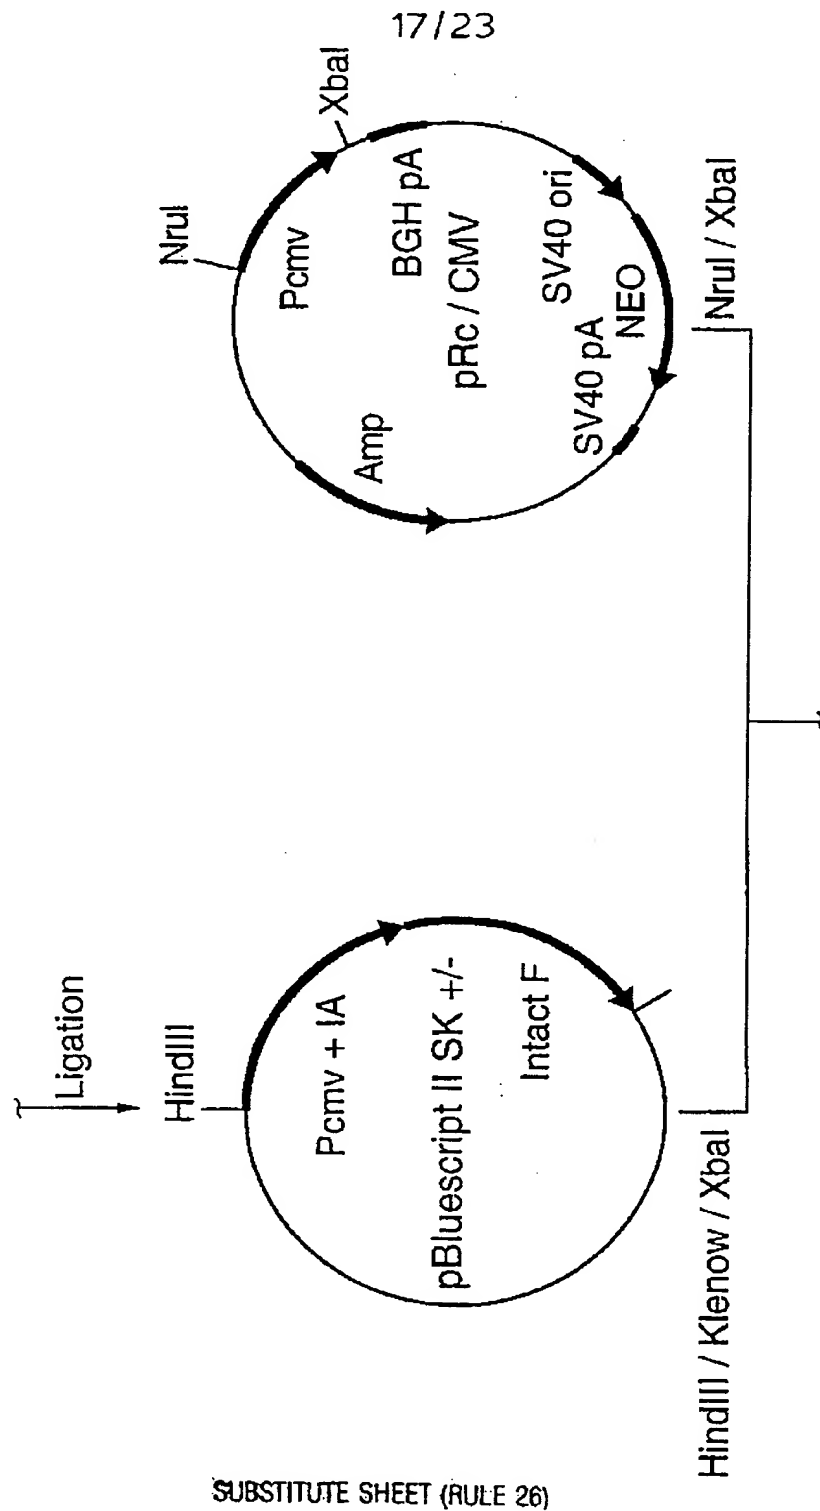 17/23
Ligation
HindIII
Pcmv + IA
pBluescript II SK +/-
Intact F
HindIII / Klenow / XbaI
NruI
XbaI
Pcmv
BGH pA
pRc / CMV
Amp
SV40 ori
SV40 pA
NEO
NruI / XbaI
SUBSTITUTE SHEET (RULE 26)